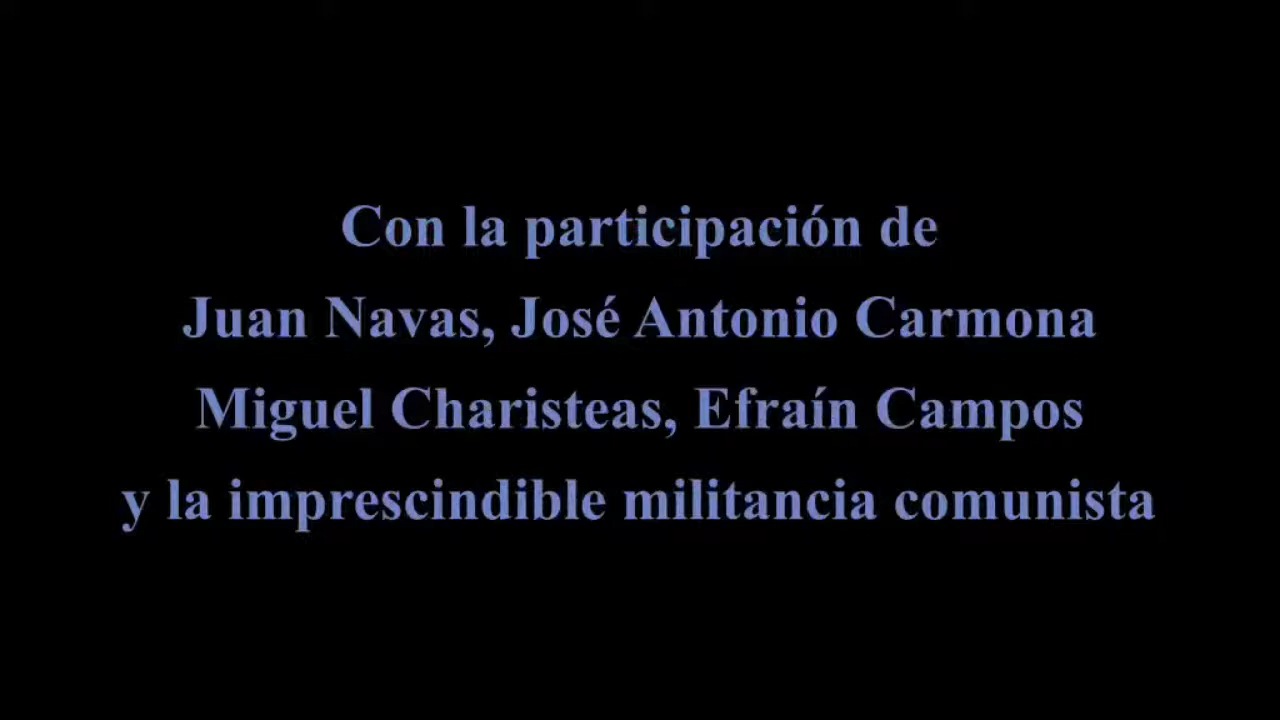 Con la participación de
Juan Navas, José Antonio Carmona
Miguel Charisteas, Efraín Campos
y la imprescindible militancia comunista